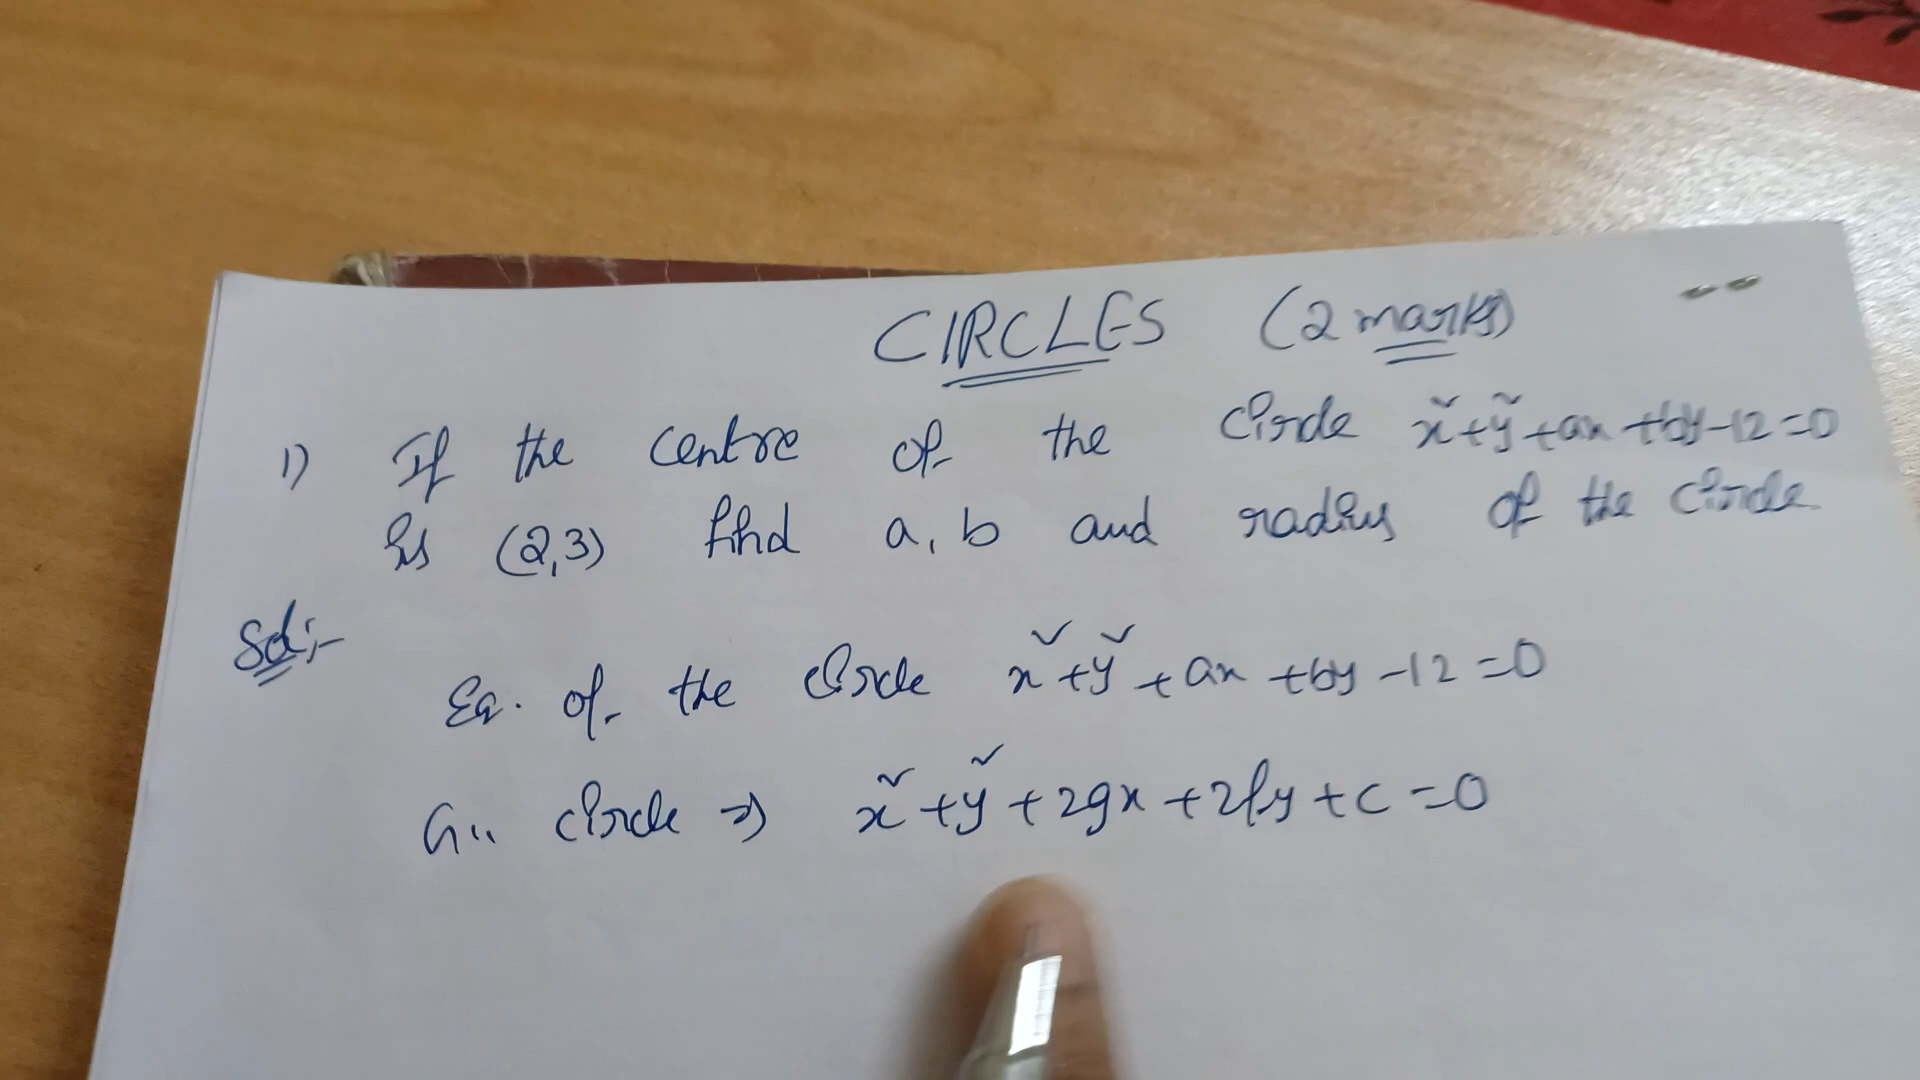 CIRCLES (2 marks)
1) If the centre of the circle x²+y²+ax+by-12=0
is (2,3) find a, b and radius of the circle
Sol:-
Eq. of the circle x²+y²+ax+by-12=0
G.. circle ⇒ x²+y²+2gx+2fy+c=0